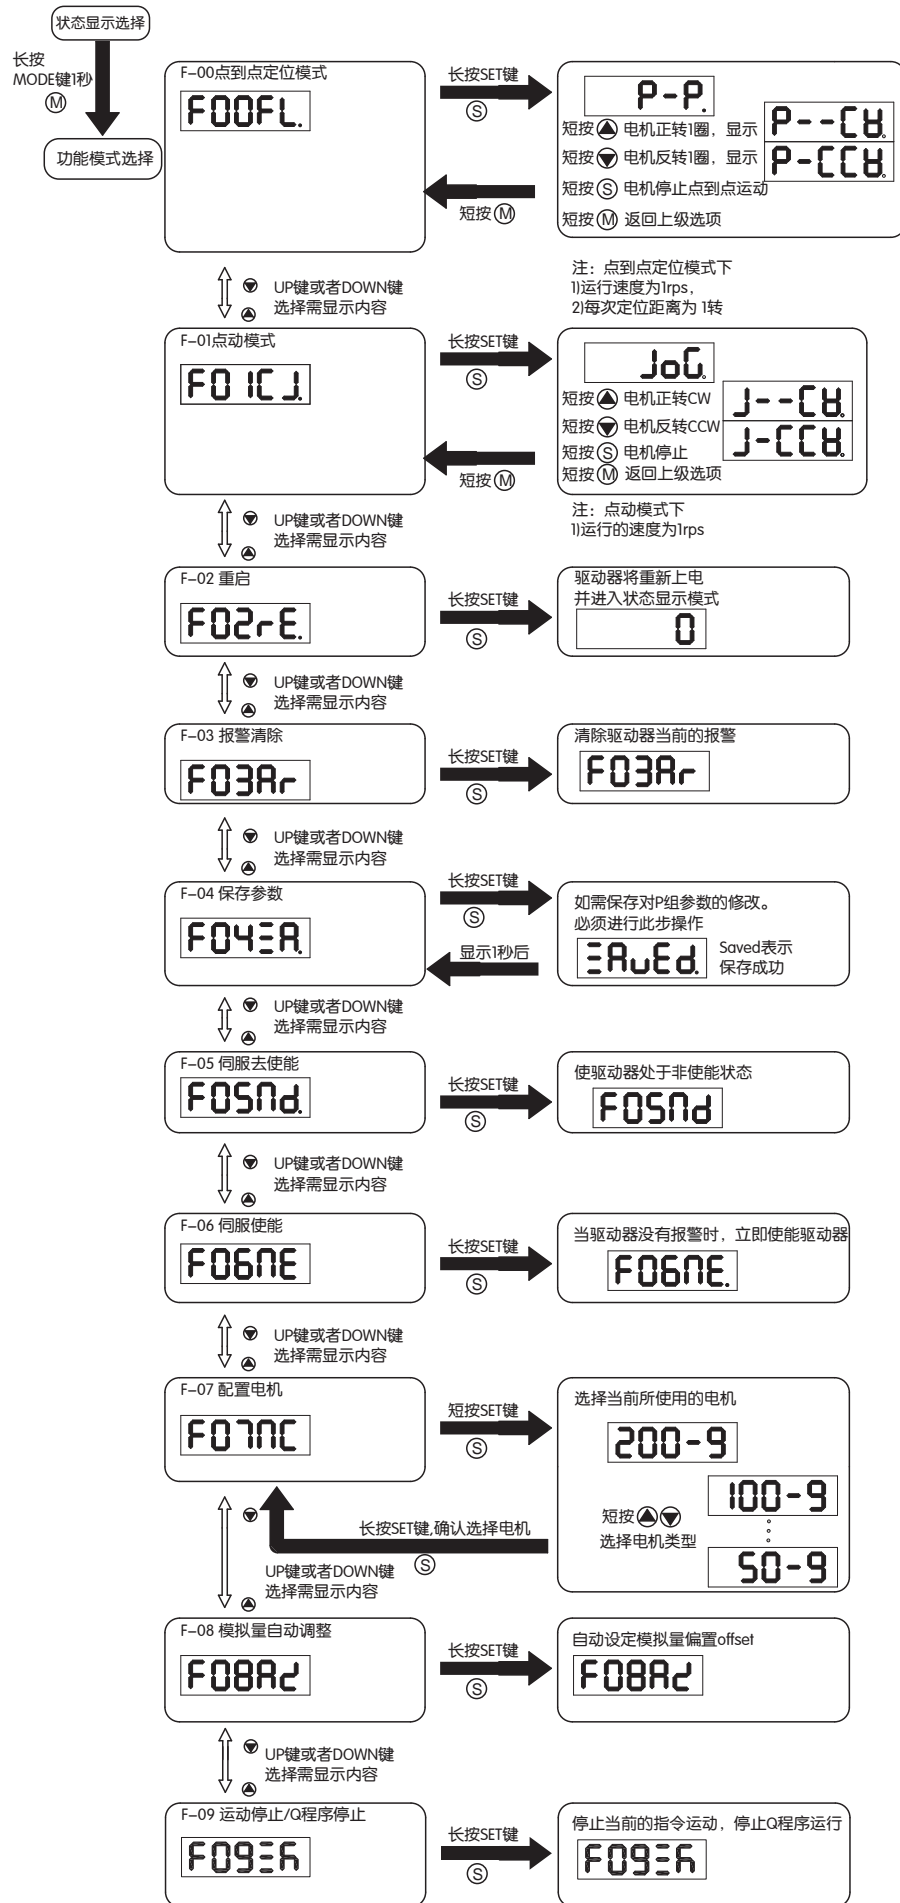 状态显示选择
长按
MODE键1秒
M
功能模式选择
F-00点到点定位模式
F00FL.
长按SET键
S
P-P.
短按 电机正转1圈，显示 P--CW.
短按 电机反转1圈，显示 P-CCW.
短按 S 电机停止点到点运动
短按 M 返回上级选项
短按 M
注：点到点定位模式下
1)运行速度为1rps，
2)每次定位距离为 1转
UP键或者DOWN键
选择需显示内容
F-01点动模式
F01CJ.
长按SET键
S
JoG.
短按 电机正转CW J--CW.
短按 电机反转CCW J-CCW.
短按 S 电机停止
短按 M 返回上级选项
短按 M
注：点动模式下
1)运行的速度为1rps
UP键或者DOWN键
选择需显示内容
F-02 重启
F02rE.
长按SET键
S
驱动器将重新上电
并进入状态显示模式
0
UP键或者DOWN键
选择需显示内容
F-03 报警清除
F03Ar
长按SET键
S
清除驱动器当前的报警
F03Ar
UP键或者DOWN键
选择需显示内容
F-04 保存参数
F04ΞA.
长按SET键
S
显示1秒后
如需保存对P组参数的修改。
必须进行此步操作
ΞAvEd. Saved表示
保存成功
UP键或者DOWN键
选择需显示内容
F-05 伺服去使能
F05Md.
长按SET键
S
使驱动器处于非使能状态
F05Md
UP键或者DOWN键
选择需显示内容
F-06 伺服使能
F06ME
长按SET键
S
当驱动器没有报警时，立即使能驱动器
F06ME.
UP键或者DOWN键
选择需显示内容
F-07 配置电机
F07MC
短按SET键
S
选择当前所使用的电机
200-9
100-9
短按
选择电机类型
50-9
长按SET键,确认选择电机
S
UP键或者DOWN键
选择需显示内容
F-08 模拟量自动调整
F08Ad
长按SET键
S
自动设定模拟量偏置offset
F08Ad
UP键或者DOWN键
选择需显示内容
F-09 运动停止/Q程序停止
F09Ξh
长按SET键
S
停止当前的指令运动，停止Q程序运行
F09Ξh